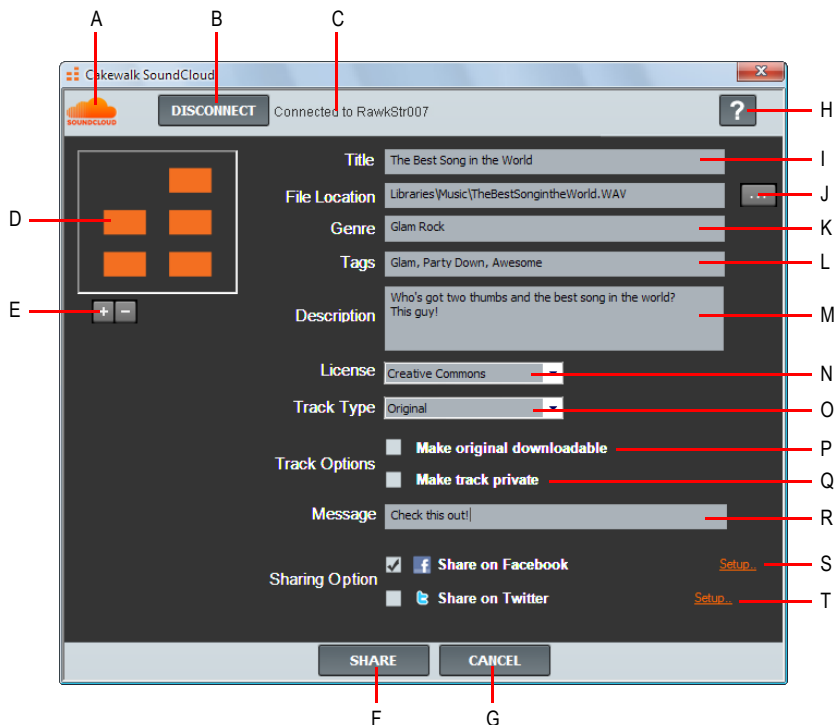 A B C
Cakewalk SoundCloud
x
SOUNDCLOUD
DISCONNECT Connected to RawkStr007 ? H
Title The Best Song in the World I
File Location Libraries\Music\TheBestSongintheWorld.WAV ... J
D
Genre Glam Rock K
Tags Glam, Party Down, Awesome L
E + -
Description Who's got two thumbs and the best song in the world?
This guy!
M
License Creative Commons N
Track Type Original O
Track Options
Make original downloadable P
Make track private Q
Message Check this out! R
Sharing Option
Share on Facebook Setup.. S
Share on Twitter Setup.. T
SHARE CANCEL
F G